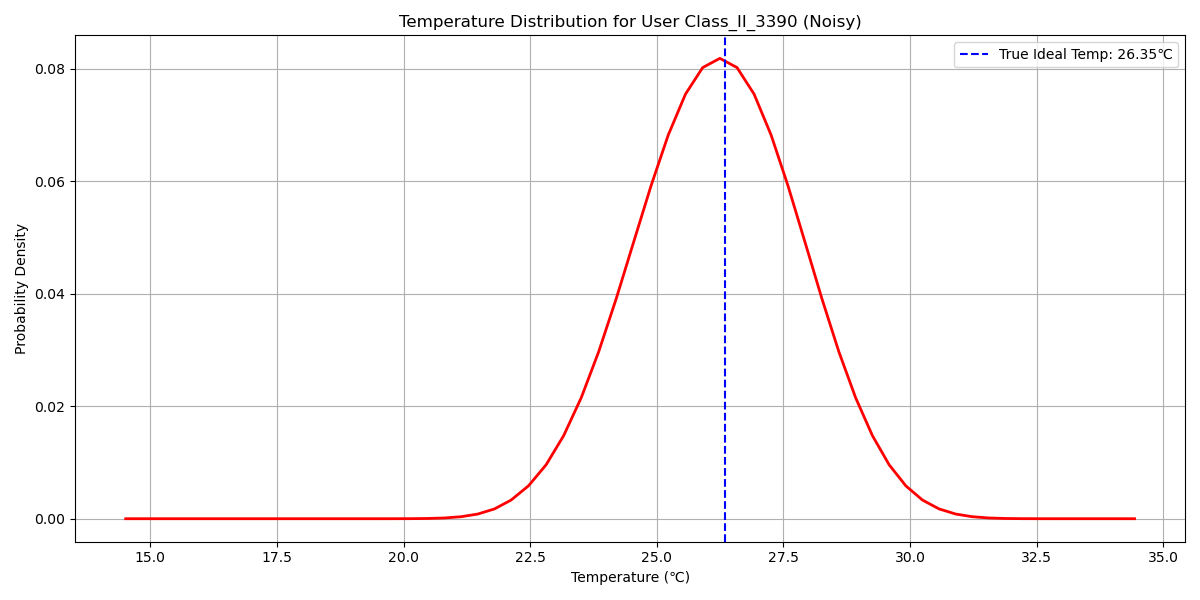 Temperature Distribution for User Class_II_3390 (Noisy)
True Ideal Temp: 26.35℃
Probability Density
0.08
0.06
0.04
0.02
0.00
15.0 17.5 20.0 22.5 25.0 27.5 30.0 32.5 35.0
Temperature (℃)